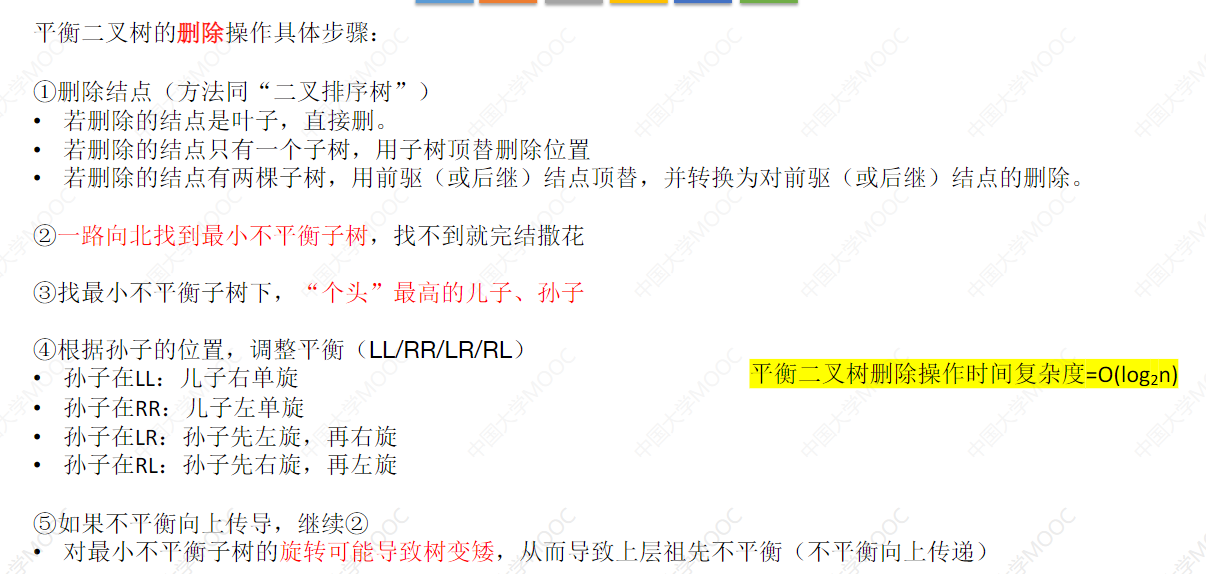 平衡二叉树的删除操作具体步骤：
①删除结点（方法同“二叉排序树”）
• 若删除的结点是叶子，直接删。
• 若删除的结点只有一个子树，用子树顶替删除位置
• 若删除的结点有两棵子树，用前驱（或后继）结点顶替，并转换为对前驱（或后继）结点的删除。
②一路向北找到最小不平衡子树，找不到就完结撒花
③找最小不平衡子树下，“个头”最高的儿子、孙子
④根据孙子的位置，调整平衡（LL/RR/LR/RL）
• 孙子在LL：儿子右单旋
• 孙子在RR：儿子左单旋
• 孙子在LR：孙子先左旋，再右旋
• 孙子在RL：孙子先右旋，再左旋
平衡二叉树删除操作时间复杂度=O(log₂n)
⑤如果不平衡向上传导，继续②
• 对最小不平衡子树的旋转可能导致树变矮，从而导致上层祖先不平衡（不平衡向上传递）
中国大学MOOC